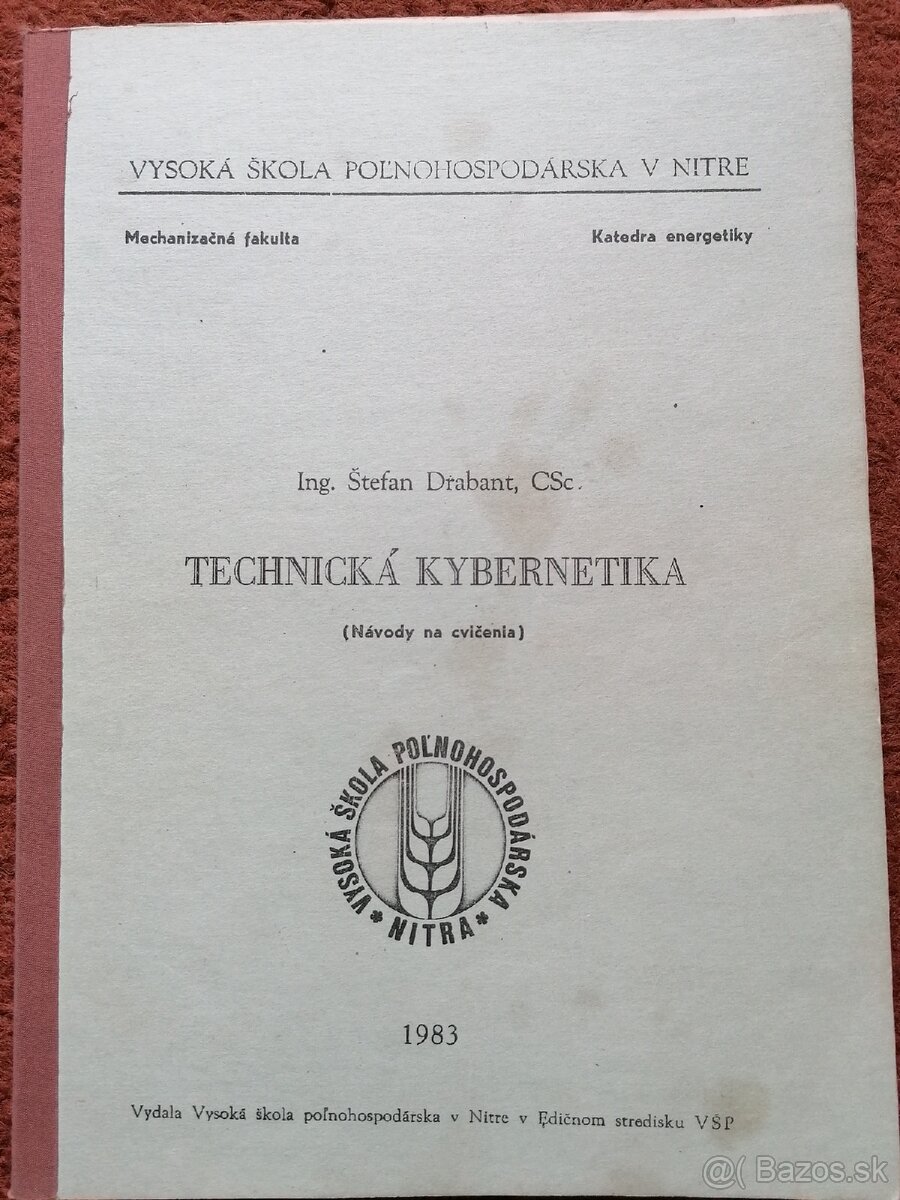 VYSOKÁ ŠKOLA POĽNOHOSPODÁRSKA V NITRE
Mechanizačná fakulta
Katedra energetiky
Ing. Štefan Drabant, CSc.
TECHNICKÁ KYBERNETIKA
(Návody na cvičenia)
VYSOKÁ ŠKOLA POĽNOHOSPODÁRSKA
* NITRA *
1983
Vydala Vysoká škola poľnohospodárska v Nitre v Edičnom stredisku VŠP
@( Bazos.sk